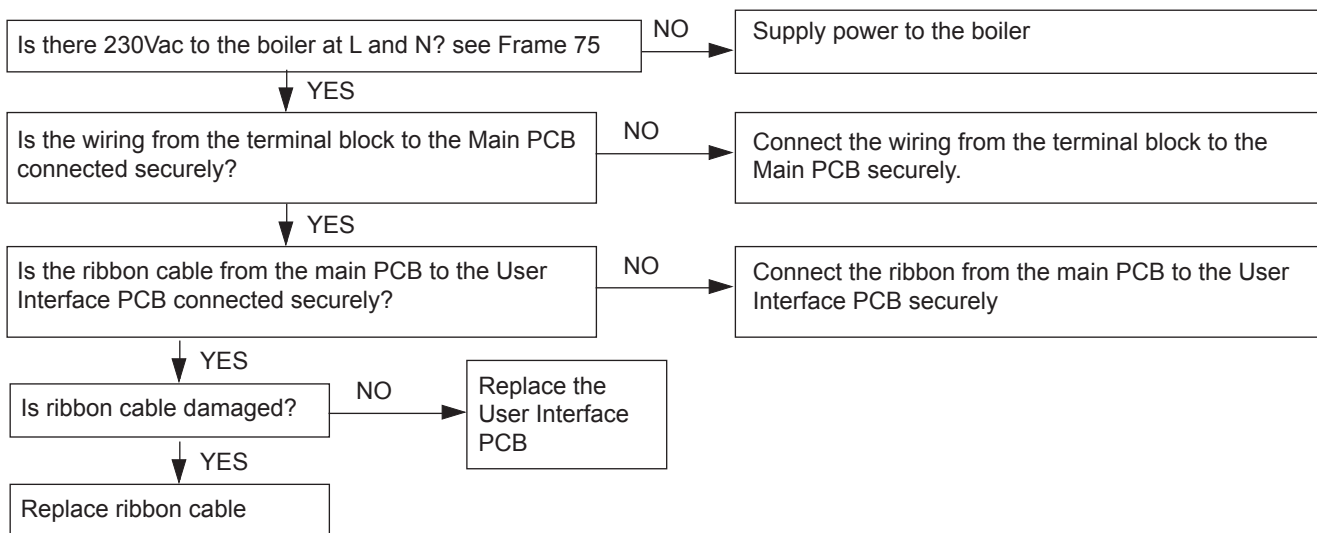 Is there 230Vac to the boiler at L and N? see Frame 75
NO
Supply power to the boiler
YES
Is the wiring from the terminal block to the Main PCB
connected securely?
NO
Connect the wiring from the terminal block to the
Main PCB securely.
YES
Is the ribbon cable from the main PCB to the User
Interface PCB connected securely?
NO
Connect the ribbon from the main PCB to the User
Interface PCB securely
YES
Is ribbon cable damaged?
NO
Replace the
User Interface
PCB
YES
Replace ribbon cable